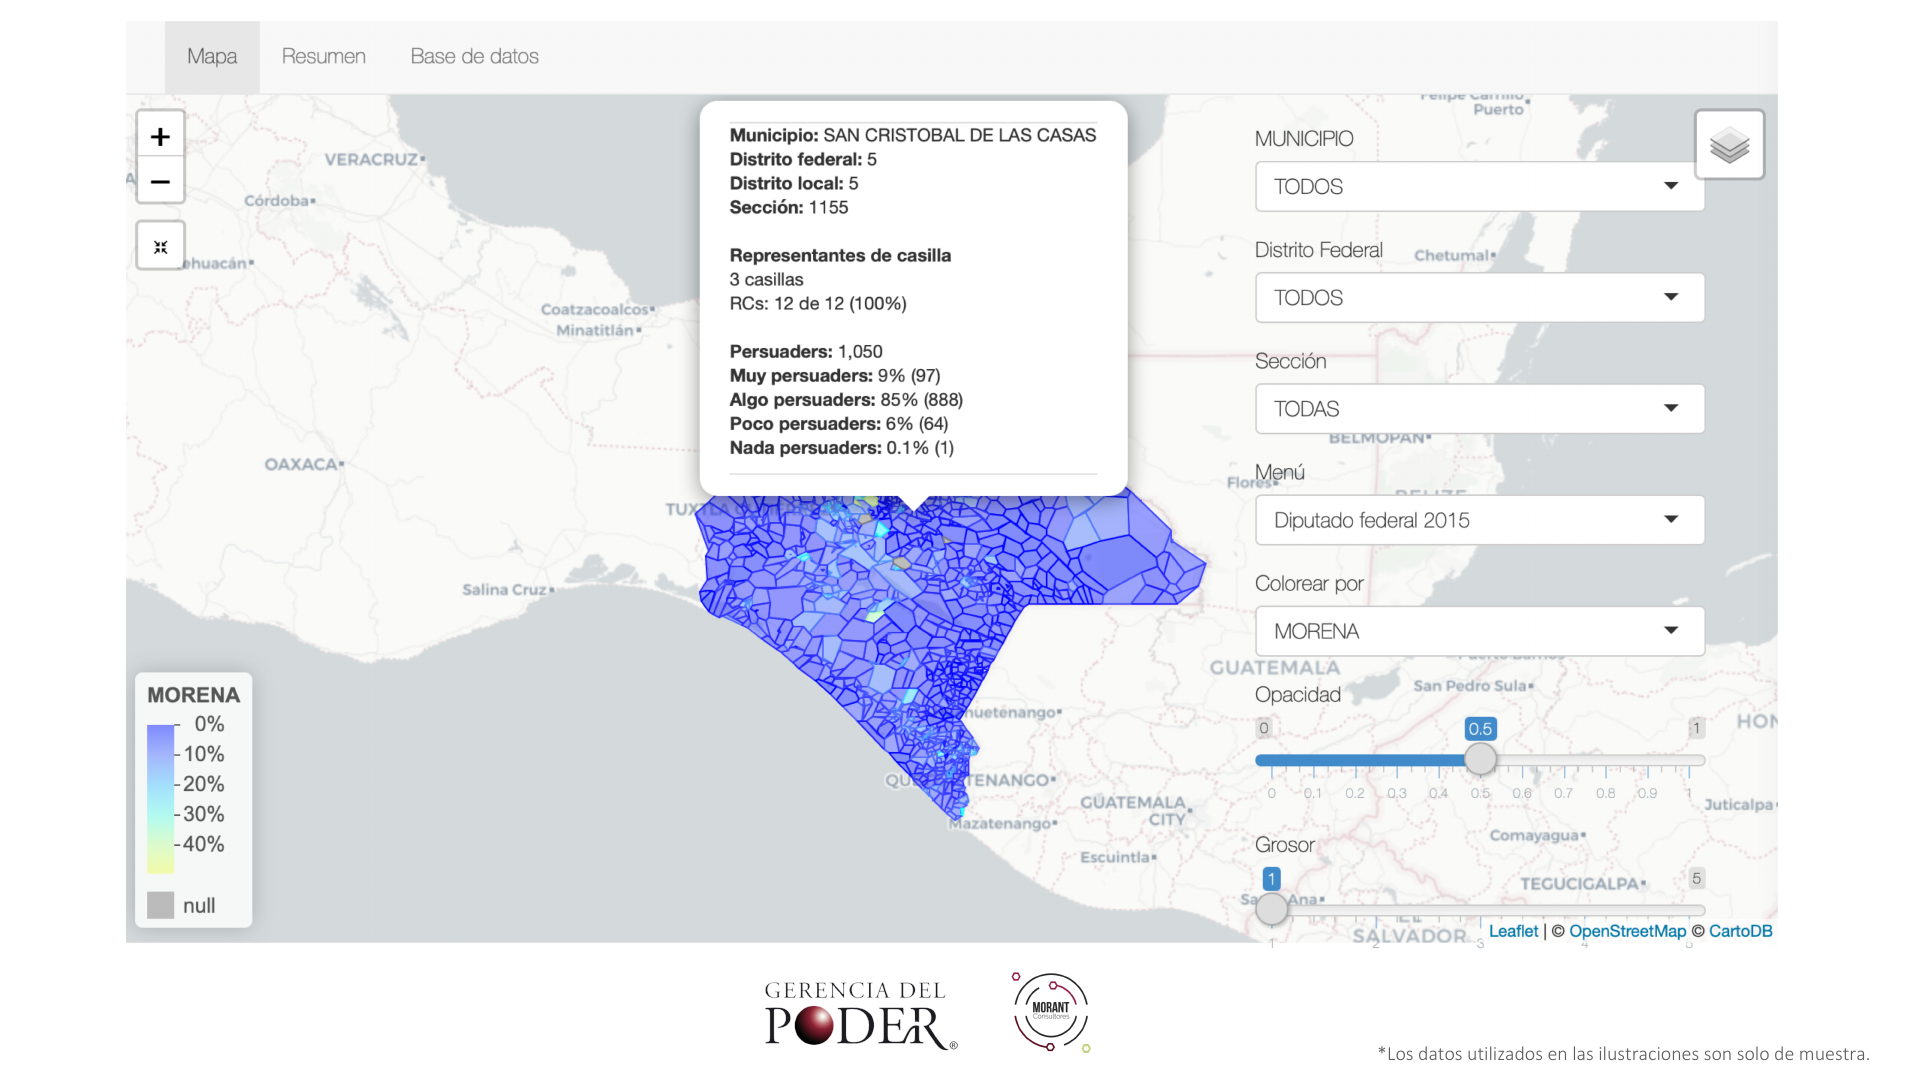 Mapa Resumen Base de datos
+
−
Municipio: SAN CRISTOBAL DE LAS CASAS
Distrito federal: 5
Distrito local: 5
Sección: 1155
Representantes de casilla
3 casillas
RCs: 12 de 12 (100%)
Persuaders: 1,050
Muy persuaders: 9% (97)
Algo persuaders: 85% (888)
Poco persuaders: 6% (64)
Nada persuaders: 0.1% (1)
VERACRUZ
Córdoba
ehuacán
Coatzacoalcos
Minatitlán
OAXACA
Salina Cruz
TUXTLA
Puerto
Chetumal
BELMOPAN
Flores
GUATEMALA
San Pedro Sula
huetenango
TENANGO
Mazatenango
GUATEMALA
CITY
Escuintla
Juticalpa
Comayagua
TEGUCIGALPA
Ana
SALVADOR
HON
MUNICIPIO
TODOS
Distrito Federal
TODOS
Sección
TODAS
Menú
Diputado federal 2015
Colorear por
MORENA
Opacidad
0 0.5 1
0 0.1 0.2 0.3 0.4 0.5 0.6 0.7 0.8 0.9 1
Grosor
1 5
1 2 3 4 5
MORENA
0%
10%
20%
30%
40%
null
Leaflet | © OpenStreetMap © CartoDB
GERENCIA DEL
PODER®
MORANT
Consultores
*Los datos utilizados en las ilustraciones son solo de muestra.